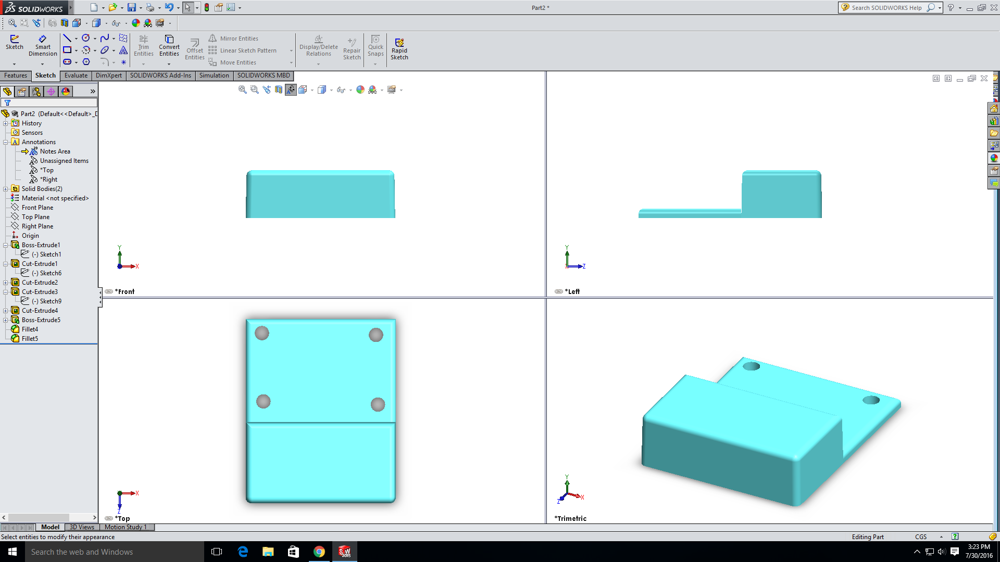 SOLIDWORKS
Part2 *
Search SOLIDWORKS Help
Sketch
Smart Dimension
Trim Entities
Convert Entities
Offset Entities
Mirror Entities
Linear Sketch Pattern
Move Entities
Display/Delete Relations
Repair Sketch
Quick Snaps
Rapid Sketch
Features Sketch Evaluate DimXpert SOLIDWORKS Add-Ins Simulation SOLIDWORKS MBD
Part2 (Default<<Default>_D
History
Sensors
Annotations
Notes Area
Unassigned Items
*Top
*Right
Solid Bodies(2)
Material <not specified>
Front Plane
Top Plane
Right Plane
Origin
Boss-Extrude1
(-) Sketch1
Cut-Extrude1
(-) Sketch6
Cut-Extrude2
Cut-Extrude3
(-) Sketch9
Cut-Extrude4
Boss-Extrude5
Fillet4
Fillet5
Y
X
*Front
Y
Z
*Left
X
Z
*Top
Y
X
Z
*Trimetric
Model 3D Views Motion Study 1
Select entities to modify their appearance
Editing Part
CGS
Search the web and Windows
SW
2015
3:23 PM
7/30/2016